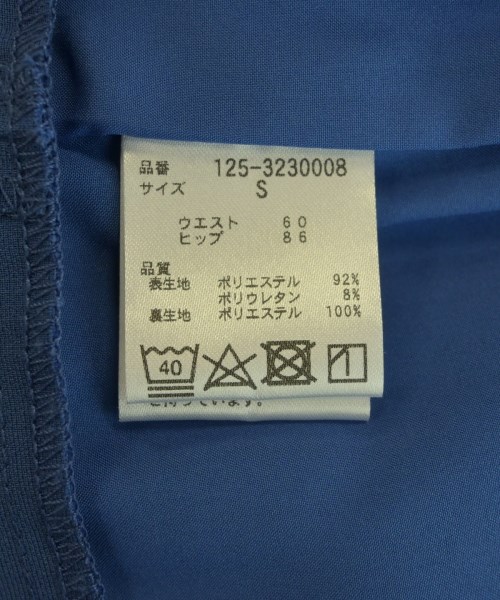 品番 125-3230008
サイズ S
ウエスト 60
ヒップ 86
品質
表生地 ポリエステル 92%
ポリウレタン 8%
裏生地 ポリエステル 100%
40